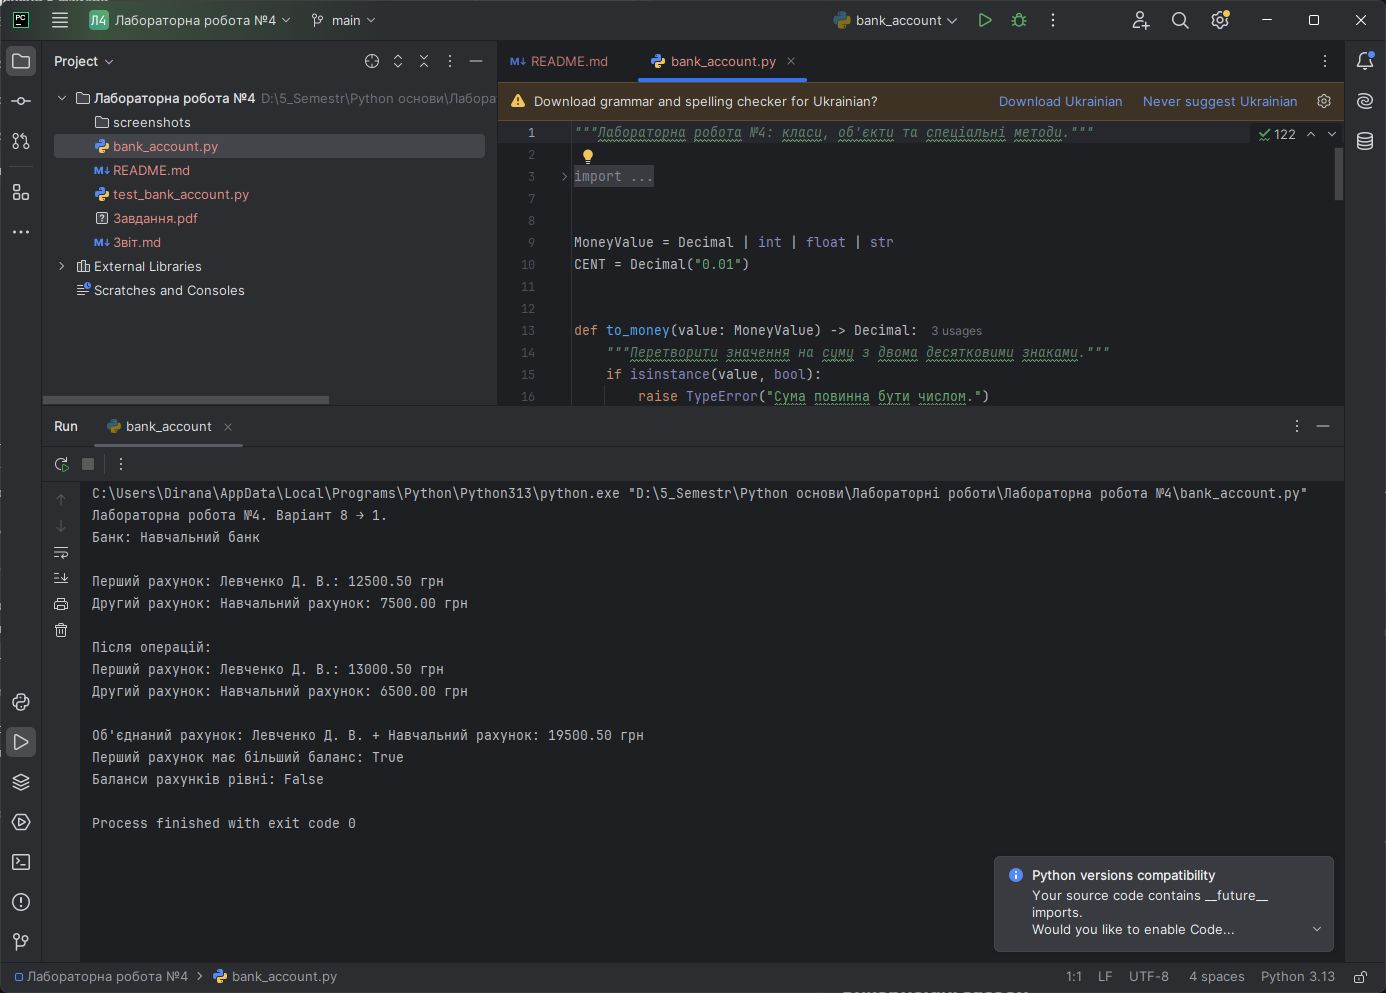 Л4 Лабораторна робота №4 main bank_account
Project
README.md bank_account.py
Лабораторна робота №4 D:\5_Semestr\Python основи\Лабора
screenshots
bank_account.py
README.md
test_bank_account.py
Завдання.pdf
Звіт.md
External Libraries
Scratches and Consoles
Download grammar and spelling checker for Ukrainian? Download Ukrainian Never suggest Ukrainian
122
1 """Лабораторна робота №4: класи, об'єкти та спеціальні методи."""
2
3 import ...
7
8
9 MoneyValue = Decimal | int | float | str
10 CENT = Decimal("0.01")
11
12
13 def to_money(value: MoneyValue) -> Decimal: 3 usages
14 """Перетворити значення на суму з двома десятковими знаками."""
15 if isinstance(value, bool):
16 raise TypeError("Сума повинна бути числом.")
Run bank_account
C:\Users\Dirana\AppData\Local\Programs\Python\Python313\python.exe "D:\5_Semestr\Python основи\Лабораторні роботи\Лабораторна робота №4\bank_account.py"
Лабораторна робота №4. Варіант 8 → 1.
Банк: Навчальний банк
Перший рахунок: Левченко Д. В.: 12500.50 грн
Другий рахунок: Навчальний рахунок: 7500.00 грн
Після операцій:
Перший рахунок: Левченко Д. В.: 13000.50 грн
Другий рахунок: Навчальний рахунок: 6500.00 грн
Об'єднаний рахунок: Левченко Д. В. + Навчальний рахунок: 19500.50 грн
Перший рахунок має більший баланс: True
Баланси рахунків рівні: False
Process finished with exit code 0
Python versions compatibility
Your source code contains __future__
imports.
Would you like to enable Code...
Лабораторна робота №4 > bank_account.py 1:1 LF UTF-8 4 spaces Python 3.13